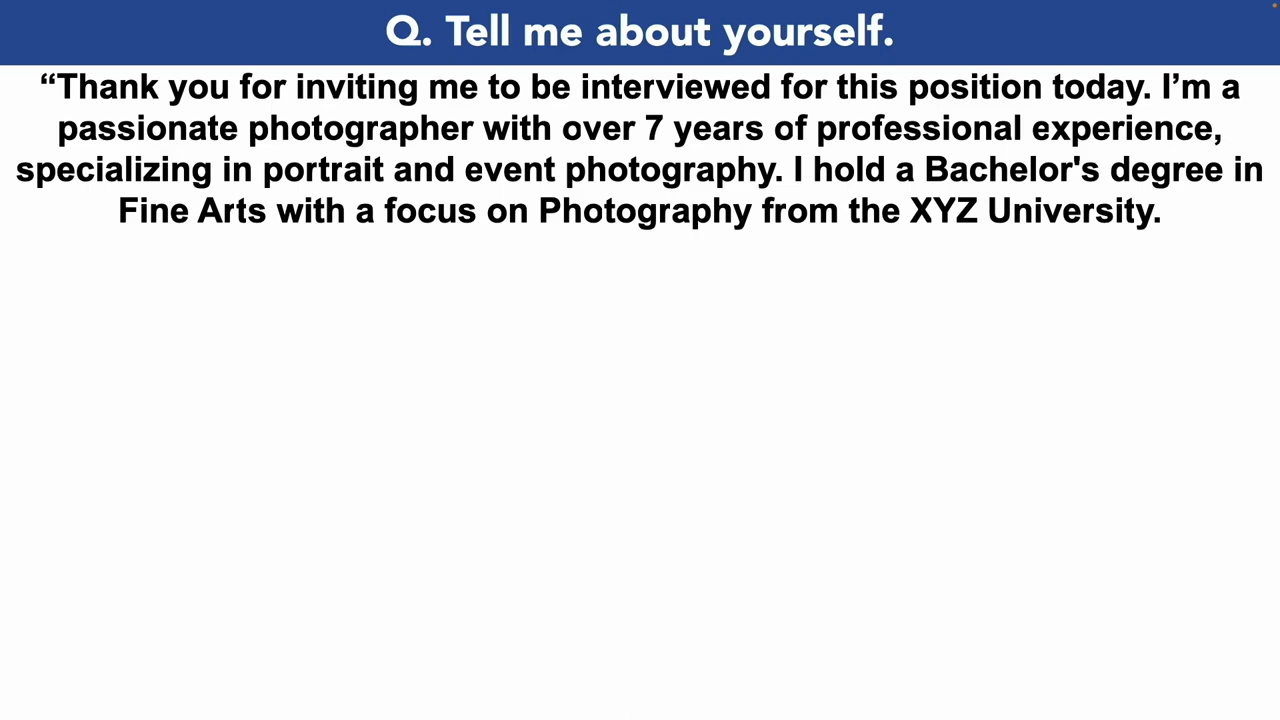 Q. Tell me about yourself.
“Thank you for inviting me to be interviewed for this position today. I’m a
passionate photographer with over 7 years of professional experience,
specializing in portrait and event photography. I hold a Bachelor's degree in
Fine Arts with a focus on Photography from the XYZ University.